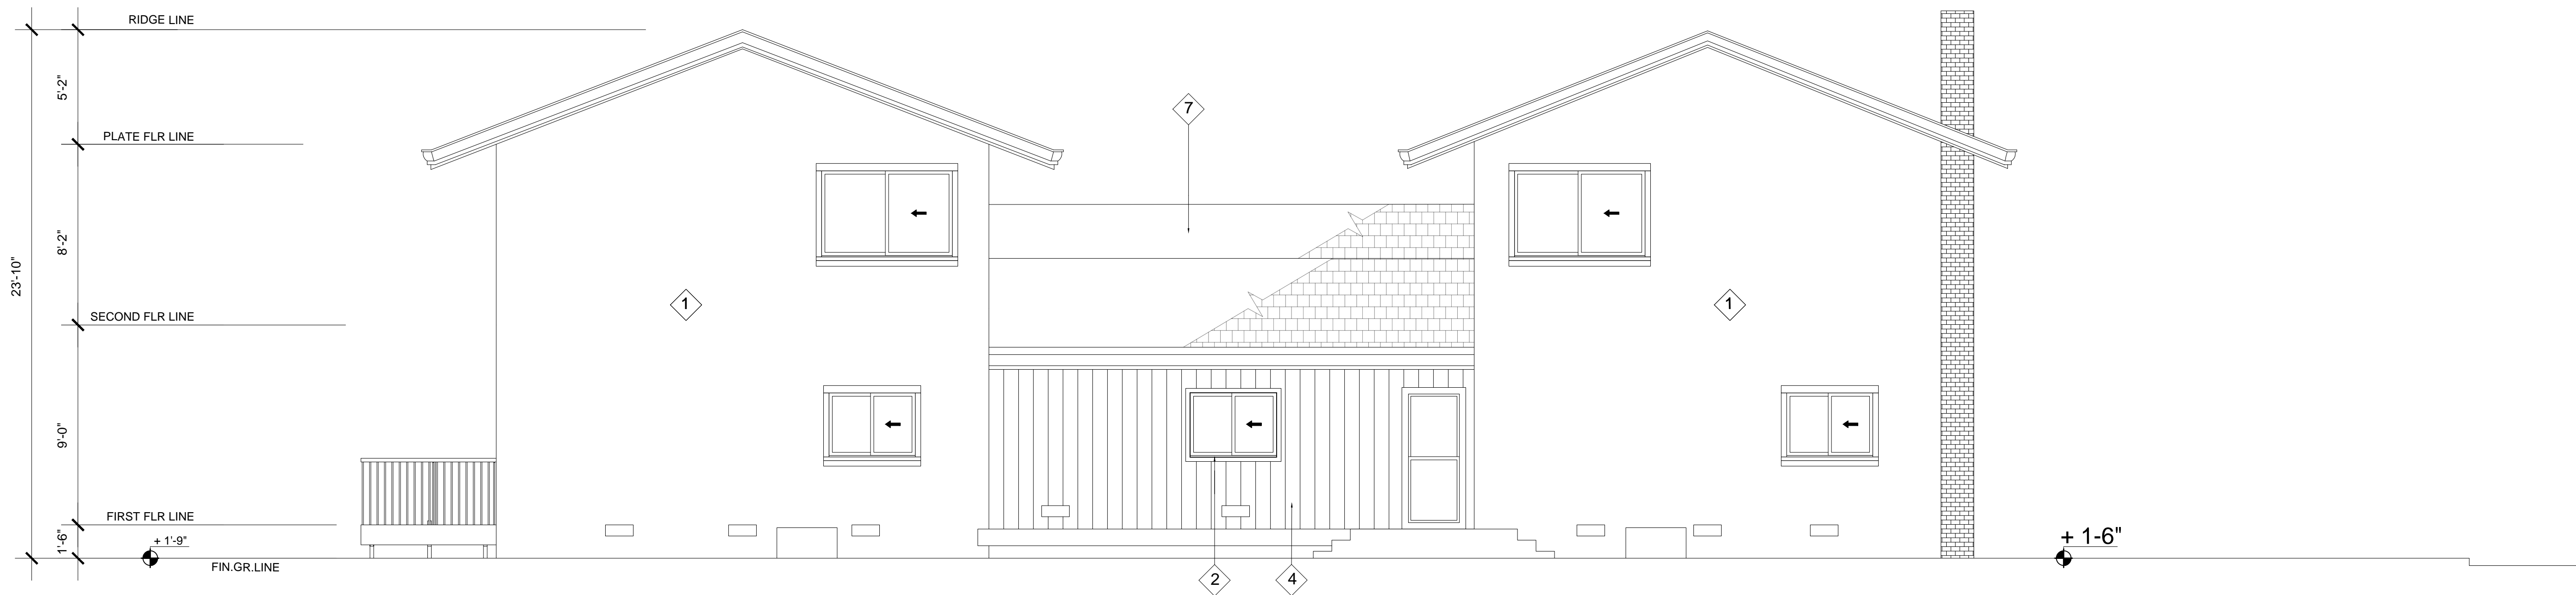 RIDGE LINE
5'-2"
7
PLATE FLR LINE
8'-2"
23'-10"
1
1
SECOND FLR LINE
9'-0"
FIRST FLR LINE
1'-6"
+ 1'-9"
+ 1-6"
FIN.GR.LINE
2
4